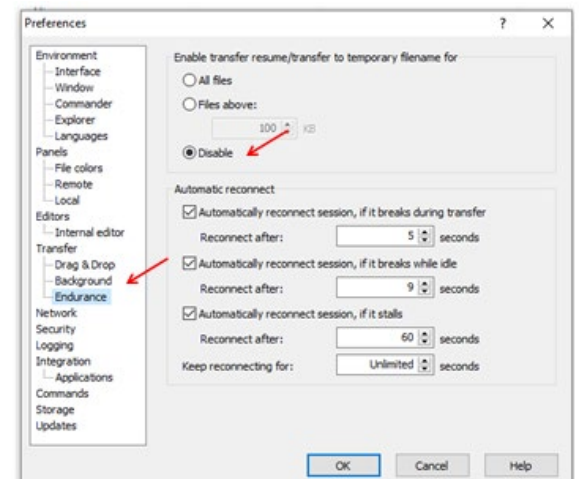 Preferences
?
Environment
Interface
Window
Commander
Explorer
Languages
Panels
File colors
Remote
Local
Editors
Internal editor
Transfer
Drag & Drop
Background
Endurance
Network
Security
Logging
Integration
Applications
Commands
Storage
Updates
Enable transfer resume/transfer to temporary filename for
All files
Files above:
100 KB
Disable
Automatic reconnect
Automatically reconnect session, if it breaks during transfer
Reconnect after: 5 seconds
Automatically reconnect session, if it breaks while idle
Reconnect after: 9 seconds
Automatically reconnect session, if it stalls
Reconnect after: 60 seconds
Keep reconnecting for: Unlimited seconds
OK Cancel Help